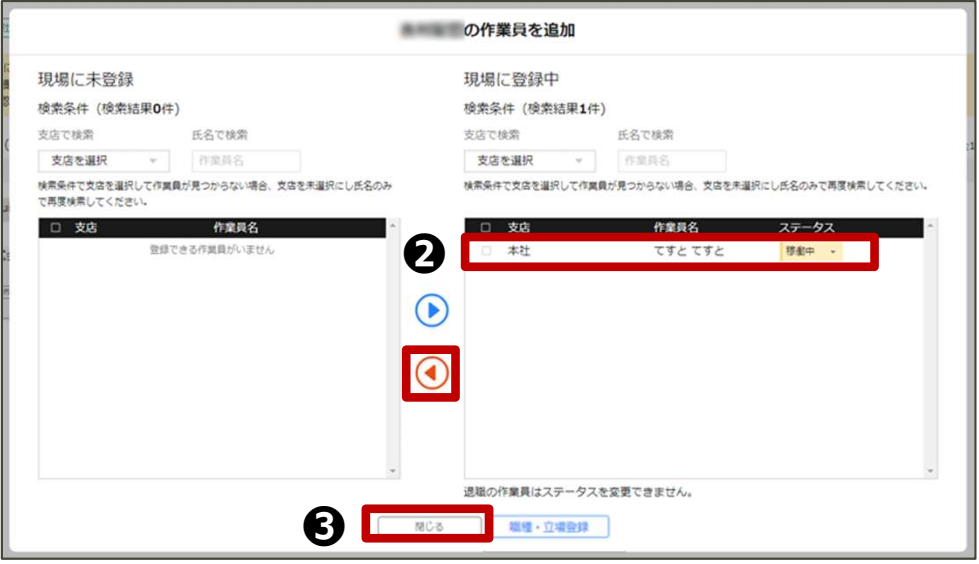 の作業員を追加
現場に未登録
検索条件（検索結果0件）
支店で検索 氏名で検索
支店を選択 作業員名
検索条件で支店を選択して作業員が見つからない場合、支店を未選択にし氏名のみ
で再度検索してください。
支店 作業員名
登録できる作業員がいません
現場に登録中
検索条件（検索結果1件）
支店で検索 氏名で検索
支店を選択 作業員名
検索条件で支店を選択して作業員が見つからない場合、支店を未選択にし氏名のみで再度検索してください。
支店 作業員名 ステータス
❷
本社 てすと てすと 稼働中
退職の作業員はステータスを変更できません。
❸
閉じる 職種・立場登録